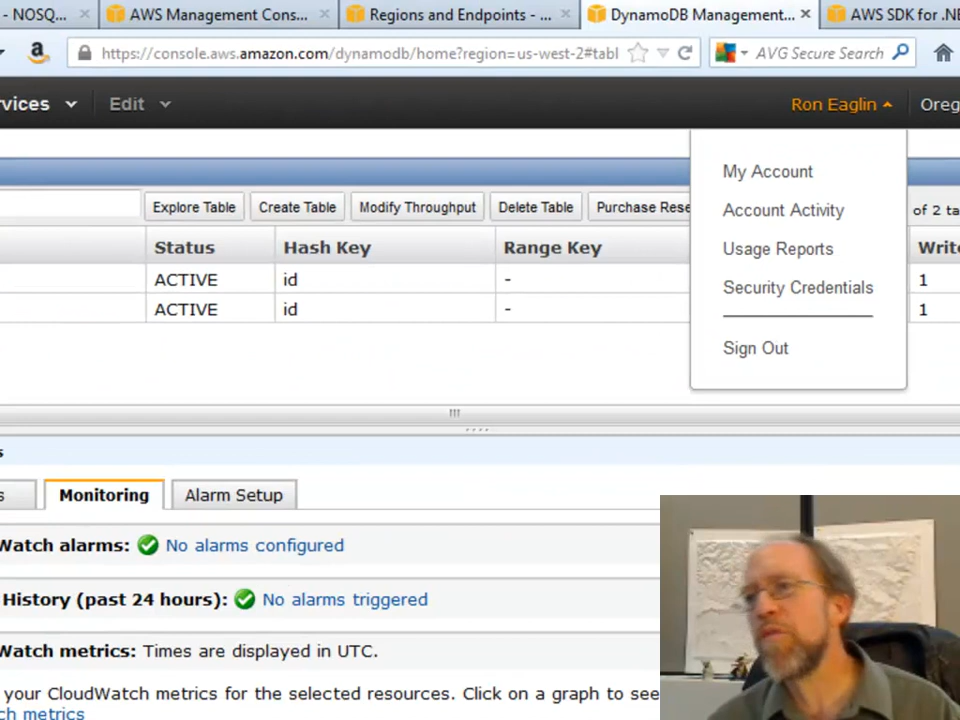 - NOSQ...
AWS Management Cons...
Regions and Endpoints - ...
DynamoDB Management...
AWS SDK for .NE
https://console.aws.amazon.com/dynamodb/home?region=us-west-2#tabl
AVG Secure Search
rvices
Edit
Ron Eaglin
Oreg
My Account
Account Activity
Usage Reports
Security Credentials
Sign Out
Explore Table
Create Table
Modify Throughput
Delete Table
Purchase Rese
of 2 ta
Status
Hash Key
Range Key
Write
ACTIVE
id
-
1
ACTIVE
id
-
1
s
s
Monitoring
Alarm Setup
Watch alarms: No alarms configured
History (past 24 hours): No alarms triggered
Watch metrics: Times are displayed in UTC.
your CloudWatch metrics for the selected resources. Click on a graph to see
ch metrics